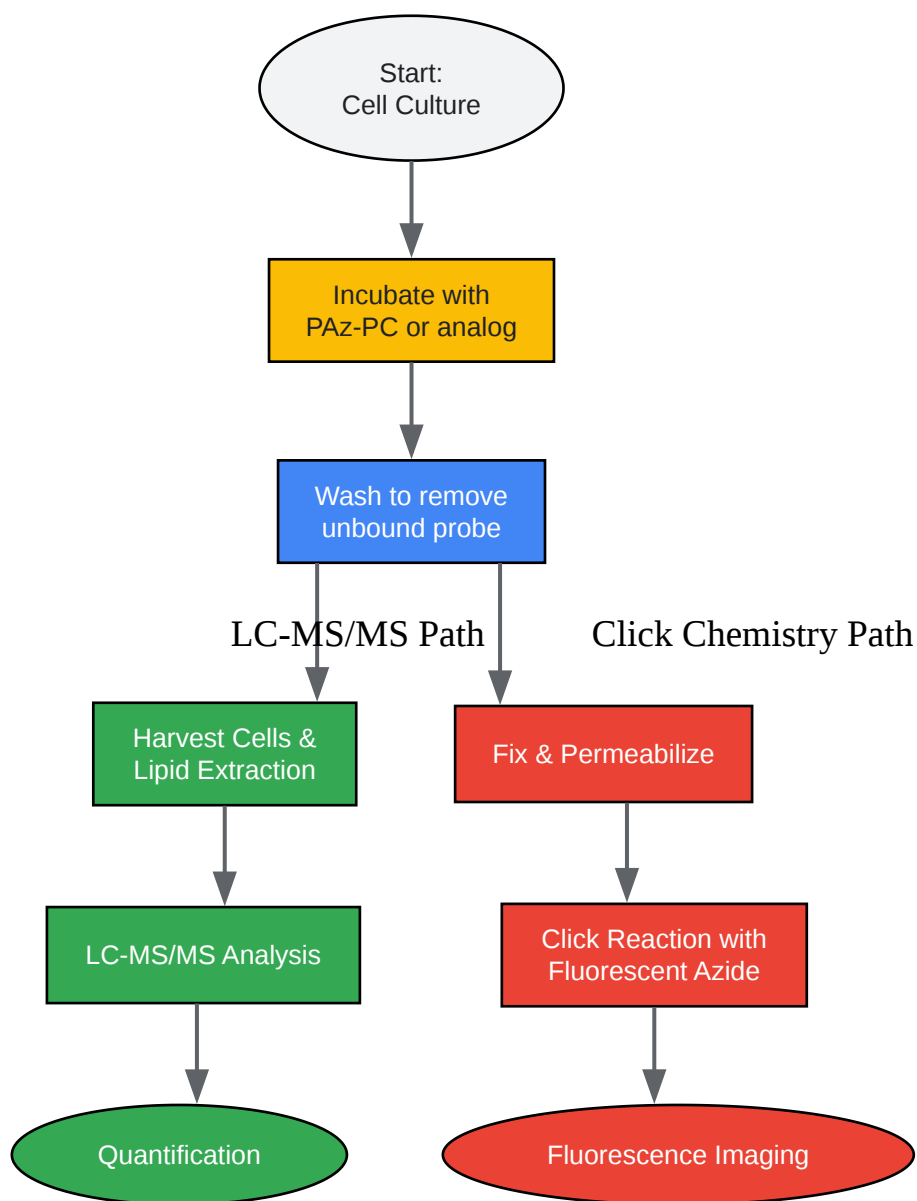 Start:
Cell Culture
Incubate with
PAz-PC or analog
Wash to remove
unbound probe
LC-MS/MS Path
Click Chemistry Path
Harvest Cells &
Lipid Extraction
Fix & Permeabilize
LC-MS/MS Analysis
Click Reaction with
Fluorescent Azide
Quantification
Fluorescence Imaging